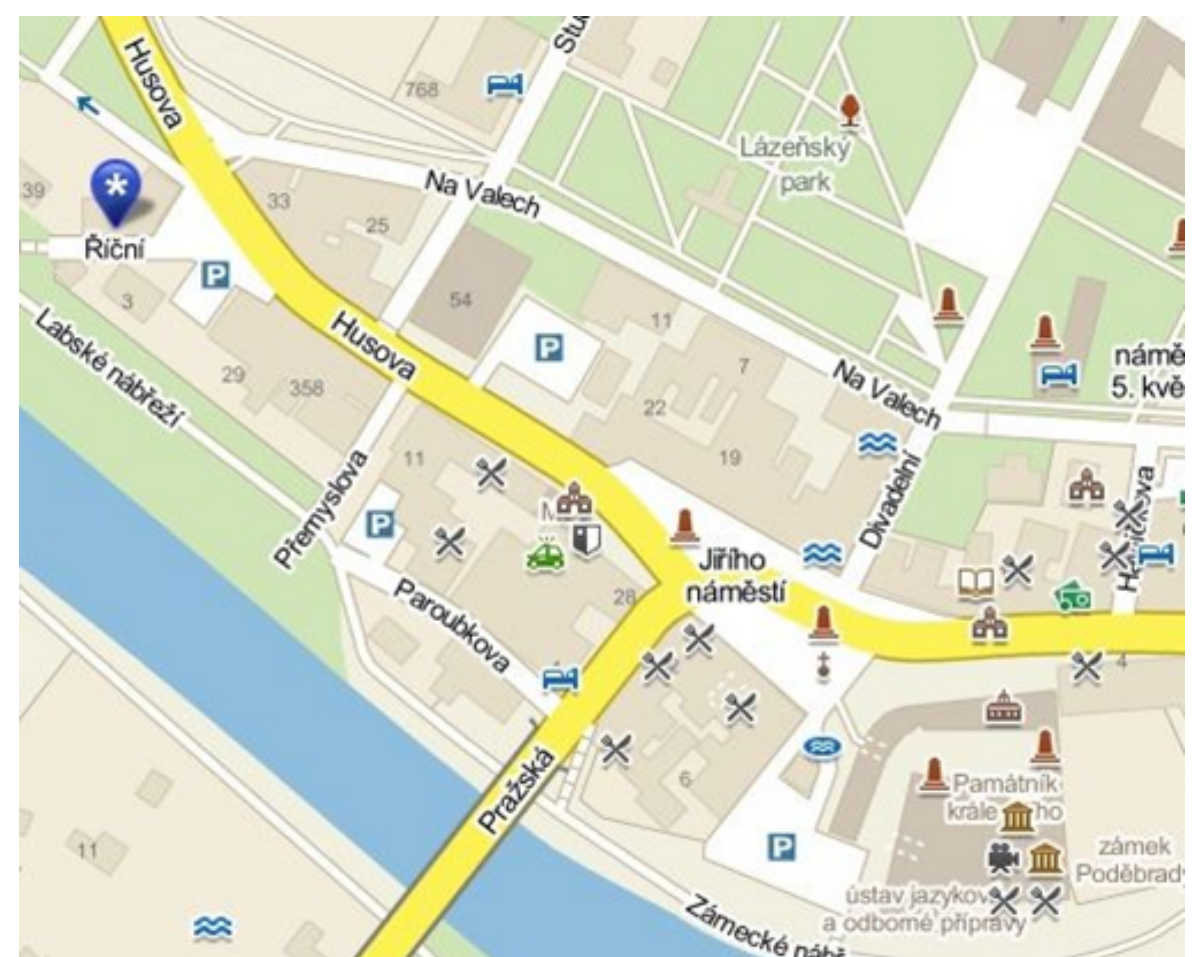 Husova
768
39
33
25
Na Valech
Lázeňský
park
Říční
P
3
54
11
P
7
Labské nábřeží
Husova
29
358
22
Na Valech
19
námě
5. kvě
11
Přemyslova
P
Divadelní
Jiřího
náměstí
28
Paroubkova
4
6
Pražská
Památník
krále
ho
P
11
zámek
Poděbrady
ústav jazykov
a odborné přípravy
Zámecké nábř